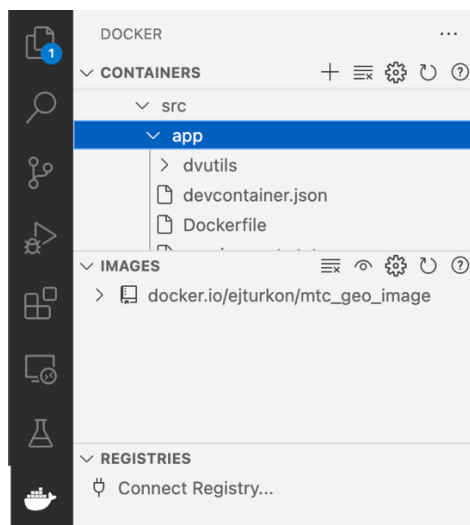 DOCKER
1
CONTAINERS
src
app
dvutils
devcontainer.json
Dockerfile
IMAGES
docker.io/ejturkon/mtc_geo_image
REGISTRIES
Connect Registry...